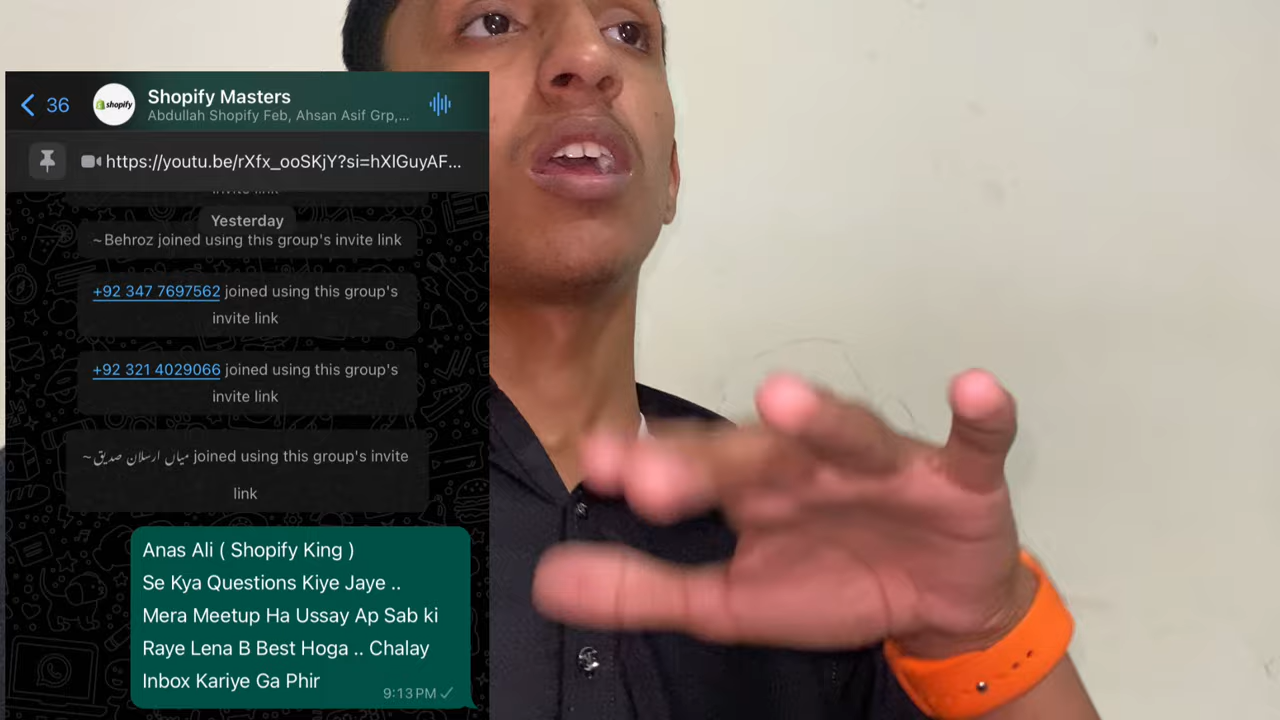 36
shopify
Shopify Masters
Abdullah Shopify Feb, Ahsan Asif Grp,...
https://youtu.be/rXfx_ooSKjY?si=hXlGuyAF...
invite link
Yesterday
~Behroz joined using this group's invite link
+92 347 7697562 joined using this group's
invite link
+92 321 4029066 joined using this group's
invite link
~میاں ارسلان صدیق joined using this group's invite
link
Anas Ali ( Shopify King )
Se Kya Questions Kiye Jaye ..
Mera Meetup Ha Ussay Ap Sab ki
Raye Lena B Best Hoga .. Chalay
Inbox Kariye Ga Phir
9:13 PM